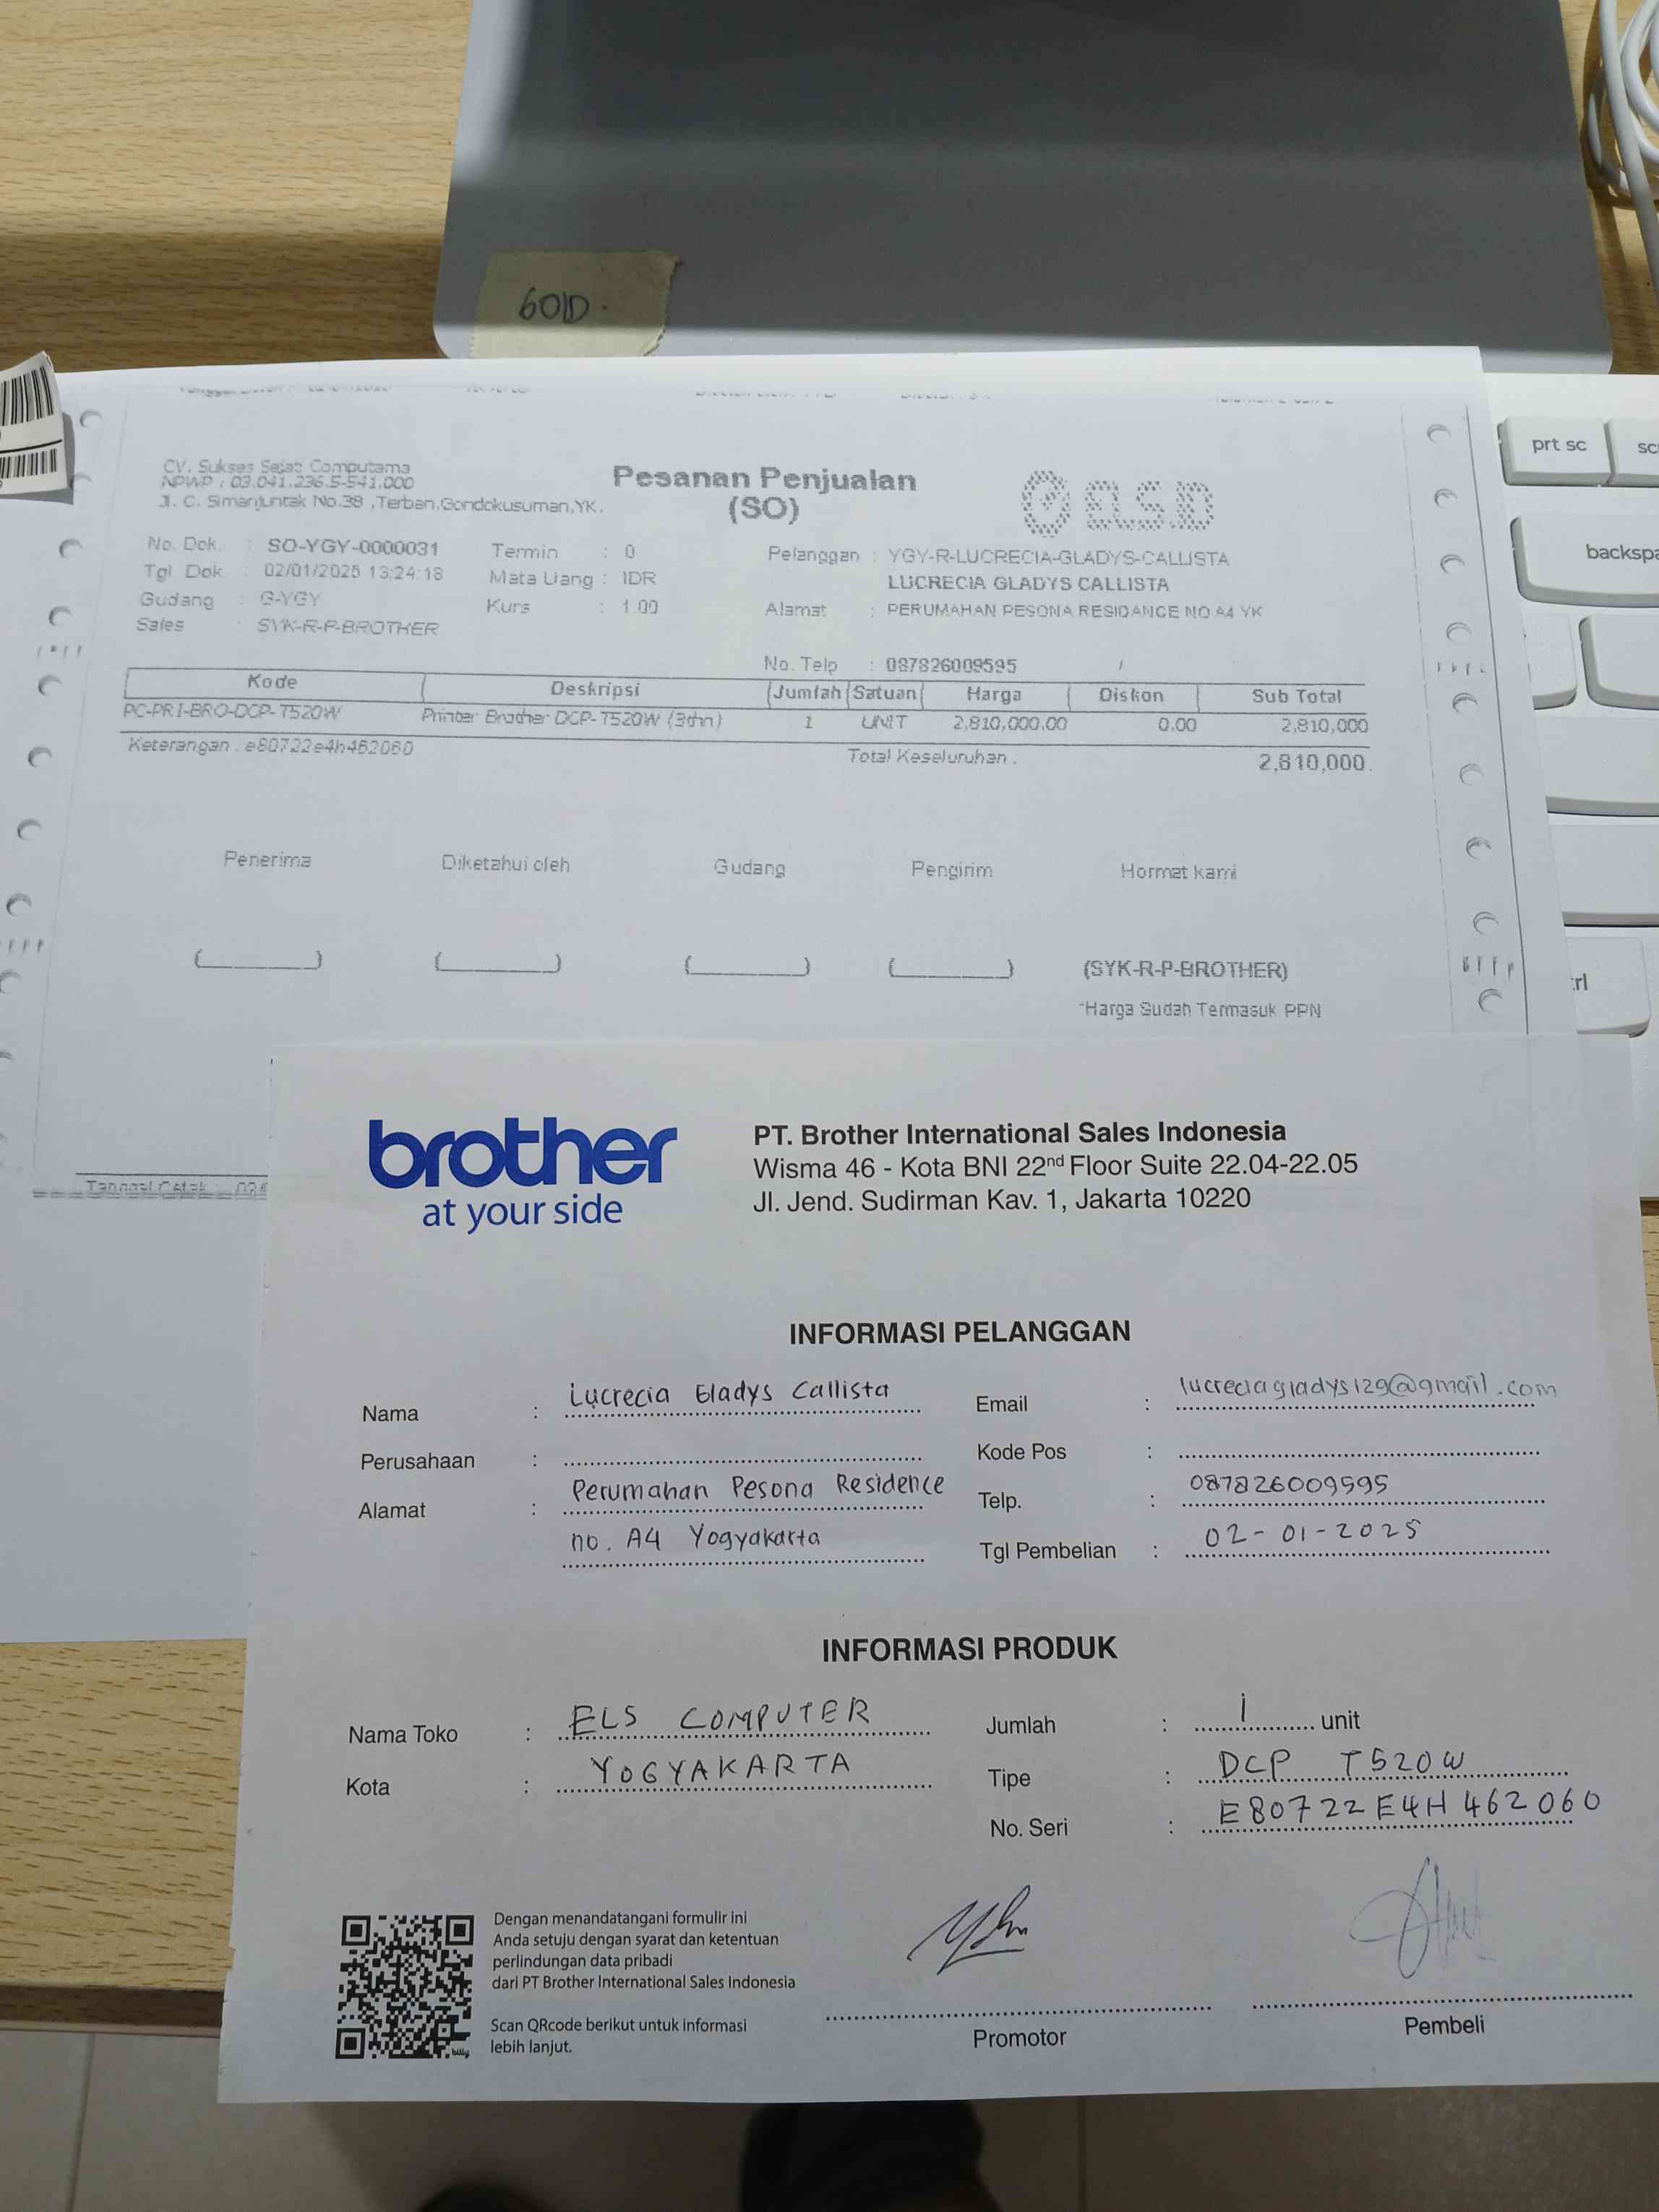 60ID.
prt sc
CV. Sukses Sejati Computama
NPWP : 03.041.236.5-541.000
Jl. C. Simanjuntak No.38 ,Terban,Gondokusuman,YK.
Pesanan Penjualan
(SO)
No. Dok. : SO-YGY-0000031
Tgl Dok : 02/01/2025 13:24:18
Gudang : G-YGY
Sales : SYK-R-P-BROTHER
Termin : 0
Mata Uang : IDR
Kurs : 1.00
Pelanggan : YGY-R-LUCRECIA-GLADYS-CALLISTA
LUCRECIA GLADYS CALLISTA
Alamat : PERUMAHAN PESONA RESIDANCE NO A4 YK
No. Telp : 087826009595
backspa
Kode Deskripsi Jumlah Satuan Harga Diskon Sub Total
PC-PRI-BRO-DCP-T520W Printer Brother DCP-T520W (3thn) 1 UNIT 2,810,000.00 0.00 2,810,000
Keterangan : e80722e4h462060
Total Keseluruhan : 2,810,000.
Penerima Diketahui oleh Gudang Pengirim Hormat kami
(SYK-R-P-BROTHER)
*Harga Sudah Termasuk PPN
Tanggal Cetak :
brother
at your side
PT. Brother International Sales Indonesia
Wisma 46 - Kota BNI 22nd Floor Suite 22.04-22.05
Jl. Jend. Sudirman Kav. 1, Jakarta 10220
INFORMASI PELANGGAN
Nama : Lucrecia Gladys Callista
Perusahaan :
Alamat : Perumahan Pesona Residence
no. A4 Yogyakarta
Email : lucreciagladys129@gmail.com
Kode Pos :
Telp. : 087826009595
Tgl Pembelian : 02-01-2025
INFORMASI PRODUK
Nama Toko : ELS COMPUTER
Kota : YOGYAKARTA
Jumlah : 1 unit
Tipe : DCP T520W
No. Seri : E80722E4H462060
Dengan menandatangani formulir ini
Anda setuju dengan syarat dan ketentuan
perlindungan data pribadi
dari PT Brother International Sales Indonesia
Scan QRcode berikut untuk informasi
lebih lanjut.
bitly
Promotor
Pembeli